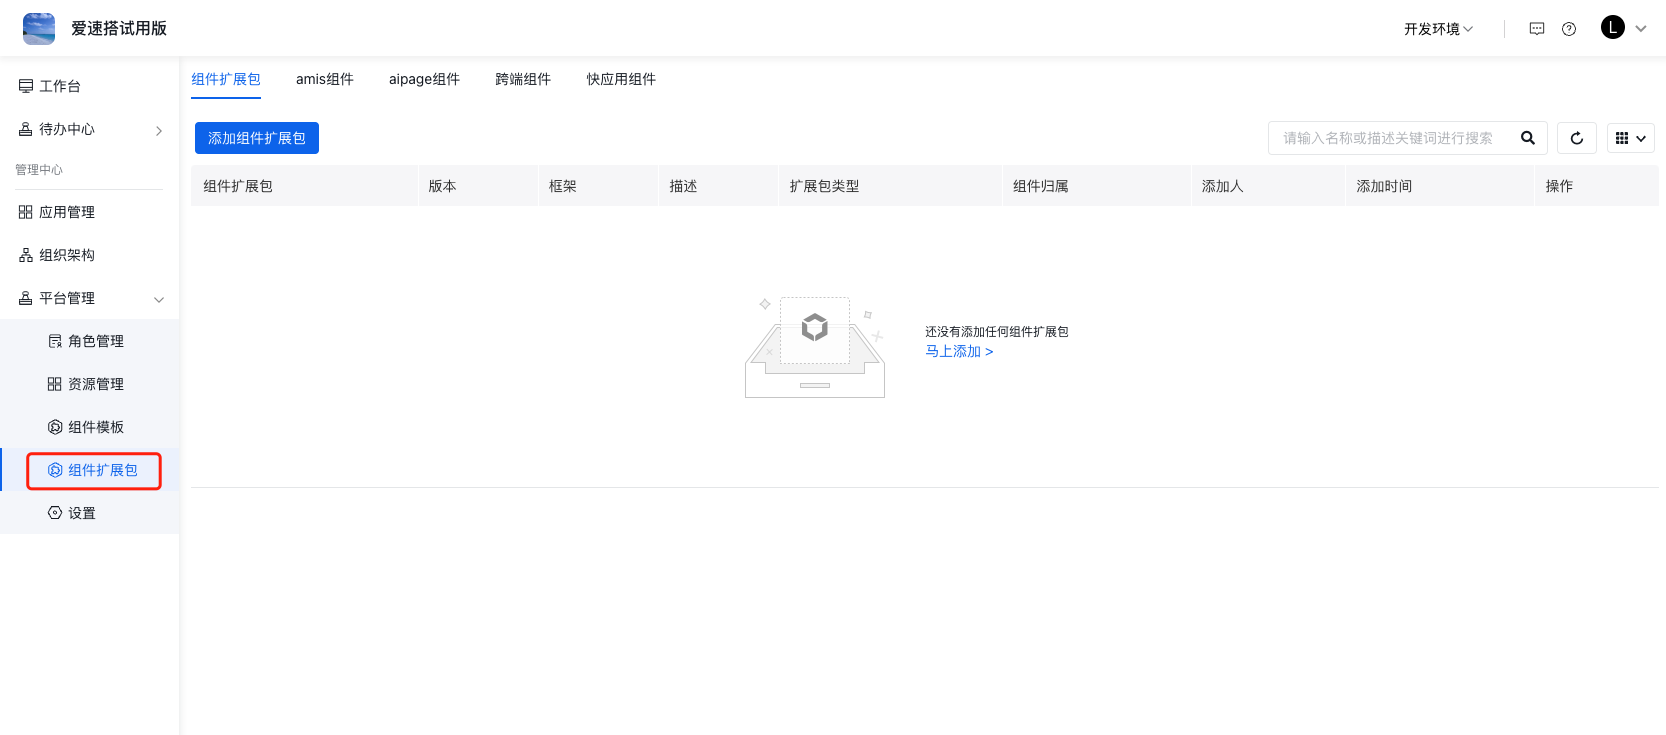 爱速搭试用版
开发环境
L
工作台
待办中心
管理中心
应用管理
组织架构
平台管理
角色管理
资源管理
组件模板
组件扩展包
设置
组件扩展包 amis组件 aipage组件 跨端组件 快应用组件
添加组件扩展包
请输入名称或描述关键词进行搜索
组件扩展包 版本 框架 描述 扩展包类型 组件归属 添加人 添加时间 操作
还没有添加任何组件扩展包
马上添加 >